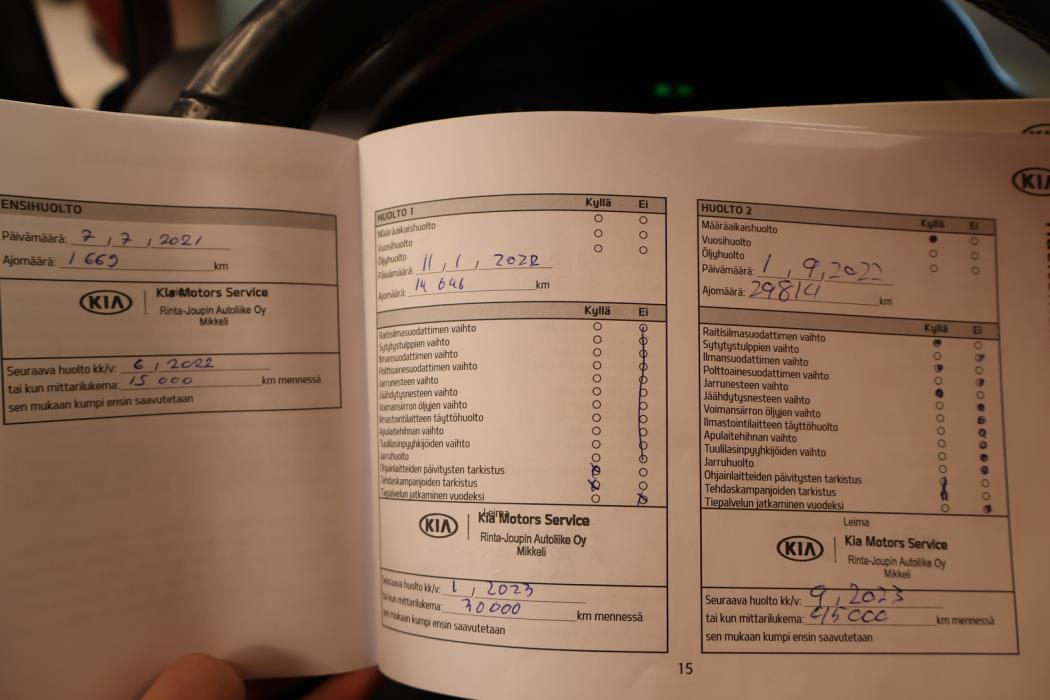 ENSIHUOLTO
Päivämäärä: 7, 7, 2021
Ajomäärä: 1 669 km
KIA Kia Motors Service
Rinta-Joupin Autoliike Oy
Mikkeli
Seuraava huolto kk/v: 6, 2022
tai kun mittarilukema: 15 000 km mennessä
sen mukaan kumpi ensin saavutetaan
HUOLTO 1 Kyllä Ei
Määräaikaishuolto
Vuosihuolto
Öljyhuolto
Päivämäärä: 11, 1, 2022
Ajomäärä: 14 646 km
Kyllä Ei
Raitisilmasuodattimen vaihto
Sytytystulppien vaihto
Ilmansuodattimen vaihto
Polttoainesuodattimen vaihto
Jarrunesteen vaihto
Jäähdytysnesteen vaihto
Voimansiirron öljyjen vaihto
Ilmastointilaitteen täyttöhuolto
Apulaitehihnan vaihto
Tuulilasinpyyhkijöiden vaihto
Jarruhuolto
Ohjainlaitteiden päivitysten tarkistus
Tehdaskampanjoiden tarkistus
Tiepalvelun jatkaminen vuodeksi
Leima
KIA Kia Motors Service
Rinta-Joupin Autoliike Oy
Mikkeli
Seuraava huolto kk/v: 1, 2023
tai kun mittarilukema: 30000 km mennessä
sen mukaan kumpi ensin saavutetaan
HUOLTO 2 Kyllä Ei
Määräaikaishuolto
Vuosihuolto
Öljyhuolto
Päivämäärä: 1, 9, 2022
Ajomäärä: 29814 km
Kyllä Ei
Raitisilmasuodattimen vaihto
Sytytystulppien vaihto
Ilmansuodattimen vaihto
Polttoainesuodattimen vaihto
Jarrunesteen vaihto
Jäähdytysnesteen vaihto
Voimansiirron öljyjen vaihto
Ilmastointilaitteen täyttöhuolto
Apulaitehihnan vaihto
Tuulilasinpyyhkijöiden vaihto
Jarruhuolto
Ohjainlaitteiden päivitysten tarkistus
Tehdaskampanjoiden tarkistus
Tiepalvelun jatkaminen vuodeksi
Leima
KIA Kia Motors Service
Rinta-Joupin Autoliike Oy
Mikkeli
Seuraava huolto kk/v: 9, 2023
tai kun mittarilukema: 45000 km mennessä
sen mukaan kumpi ensin saavutetaan
15